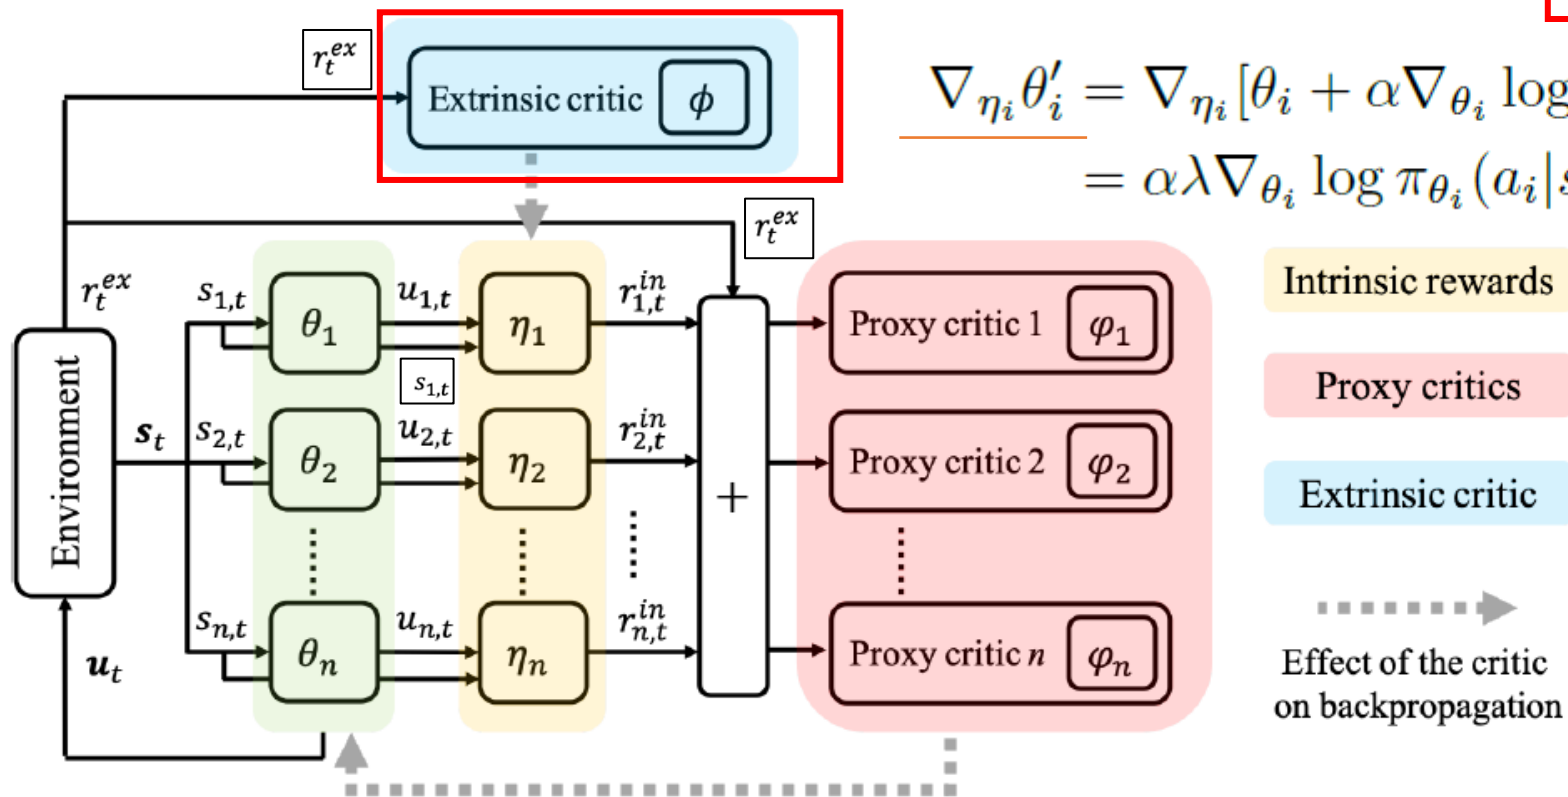 r_t^{ex}
Extrinsic critic ϕ
∇_{η_i} θ'_i = ∇_{η_i} [θ_i + α∇_{θ_i} log
= αλ∇_{θ_i} log π_{θ_i} (a_i|s
r_t^{ex}
r_t^{ex}
Environment
s_t
u_t
s_{1,t} θ_1 u_{1,t} η_1 r_{1,t}^{in} Proxy critic 1 φ_1
s_{1,t}
s_{2,t} θ_2 u_{2,t} η_2 r_{2,t}^{in} Proxy critic 2 φ_2
+
s_{n,t} θ_n u_{n,t} η_n r_{n,t}^{in} Proxy critic n φ_n
Intrinsic rewards
Proxy critics
Extrinsic critic
Effect of the critic
on backpropagation